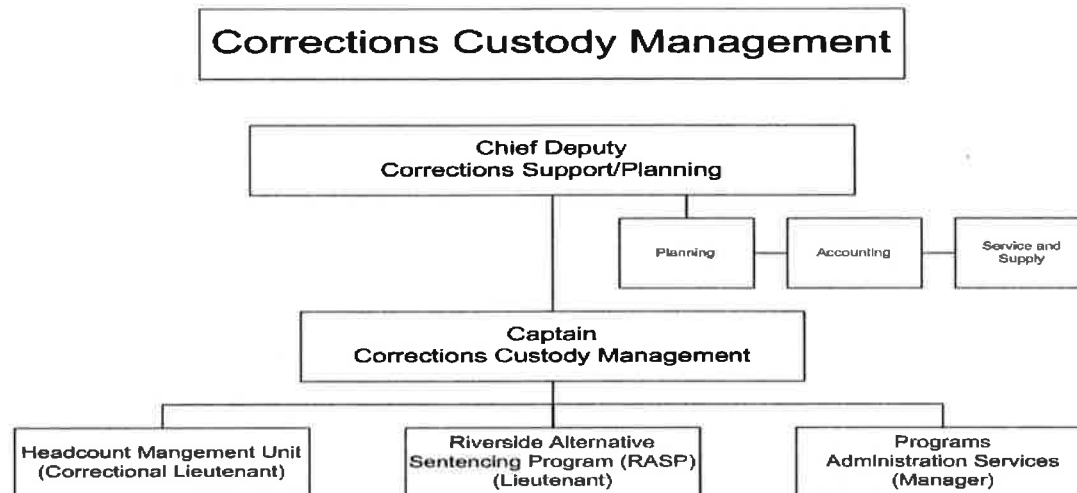 Corrections Custody Management
Chief Deputy
Corrections Support/Planning
Planning
Accounting
Service and
Supply
Captain
Corrections Custody Management
Headcount Mangement Unit
(Correctional Lieutenant)
Riverside Alternative
Sentencing Program (RASP)
(Lieutenant)
Programs
Administration Services
(Manager)